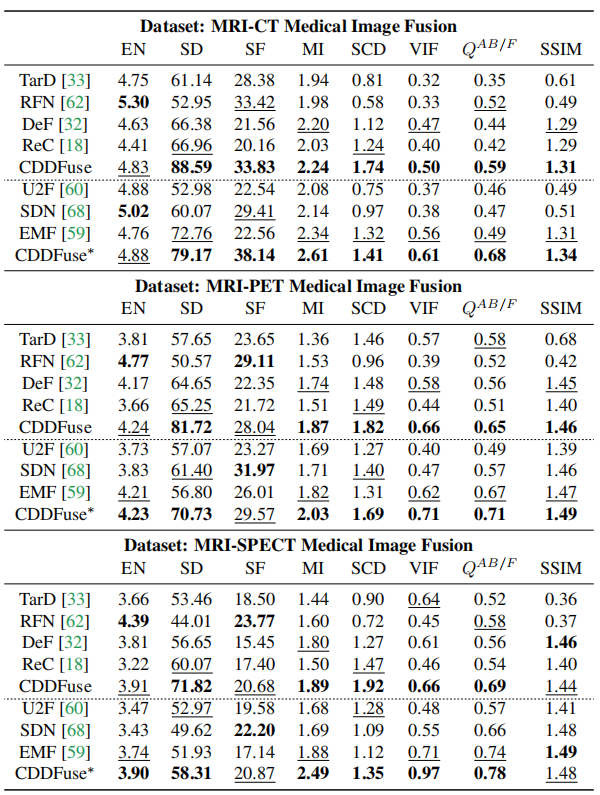 Dataset: MRI-CT Medical Image Fusion
EN SD SF MI SCD VIF Q^{AB/F} SSIM
TarD [33] 4.75 61.14 28.38 1.94 0.81 0.32 0.35 0.61
RFN [62] 5.30 52.95 33.42 1.98 0.58 0.33 0.52 0.49
DeF [32] 4.63 66.38 21.56 2.20 1.12 0.47 0.44 1.29
ReC [18] 4.41 66.96 20.16 2.03 1.24 0.40 0.42 1.29
CDDFuse 4.83 88.59 33.83 2.24 1.74 0.50 0.59 1.31
U2F [60] 4.88 52.98 22.54 2.08 0.75 0.37 0.46 0.49
SDN [68] 5.02 60.07 29.41 2.14 0.97 0.38 0.47 0.51
EMF [59] 4.76 72.76 22.56 2.34 1.32 0.56 0.49 1.31
CDDFuse* 4.88 79.17 38.14 2.61 1.41 0.61 0.68 1.34
Dataset: MRI-PET Medical Image Fusion
EN SD SF MI SCD VIF Q^{AB/F} SSIM
TarD [33] 3.81 57.65 23.65 1.36 1.46 0.57 0.58 0.68
RFN [62] 4.77 50.57 29.11 1.53 0.96 0.39 0.52 0.42
DeF [32] 4.17 64.65 22.35 1.74 1.48 0.58 0.56 1.45
ReC [18] 3.66 65.25 21.72 1.51 1.49 0.44 0.51 1.40
CDDFuse 4.24 81.72 28.04 1.87 1.82 0.66 0.65 1.46
U2F [60] 3.73 57.07 23.27 1.69 1.27 0.40 0.49 1.39
SDN [68] 3.83 61.40 31.97 1.71 1.40 0.47 0.57 1.46
EMF [59] 4.21 56.80 26.01 1.82 1.31 0.62 0.67 1.47
CDDFuse* 4.23 70.73 29.57 2.03 1.69 0.71 0.71 1.49
Dataset: MRI-SPECT Medical Image Fusion
EN SD SF MI SCD VIF Q^{AB/F} SSIM
TarD [33] 3.66 53.46 18.50 1.44 0.90 0.64 0.52 0.36
RFN [62] 4.39 44.01 23.77 1.60 0.72 0.45 0.58 0.37
DeF [32] 3.81 56.65 15.45 1.80 1.27 0.61 0.56 1.46
ReC [18] 3.22 60.07 17.40 1.50 1.47 0.46 0.54 1.40
CDDFuse 3.91 71.82 20.68 1.89 1.92 0.66 0.69 1.44
U2F [60] 3.47 52.97 19.58 1.68 1.28 0.48 0.57 1.41
SDN [68] 3.43 49.62 22.20 1.69 1.09 0.55 0.66 1.48
EMF [59] 3.74 51.93 17.14 1.88 1.12 0.71 0.74 1.49
CDDFuse* 3.90 58.31 20.87 2.49 1.35 0.97 0.78 1.48